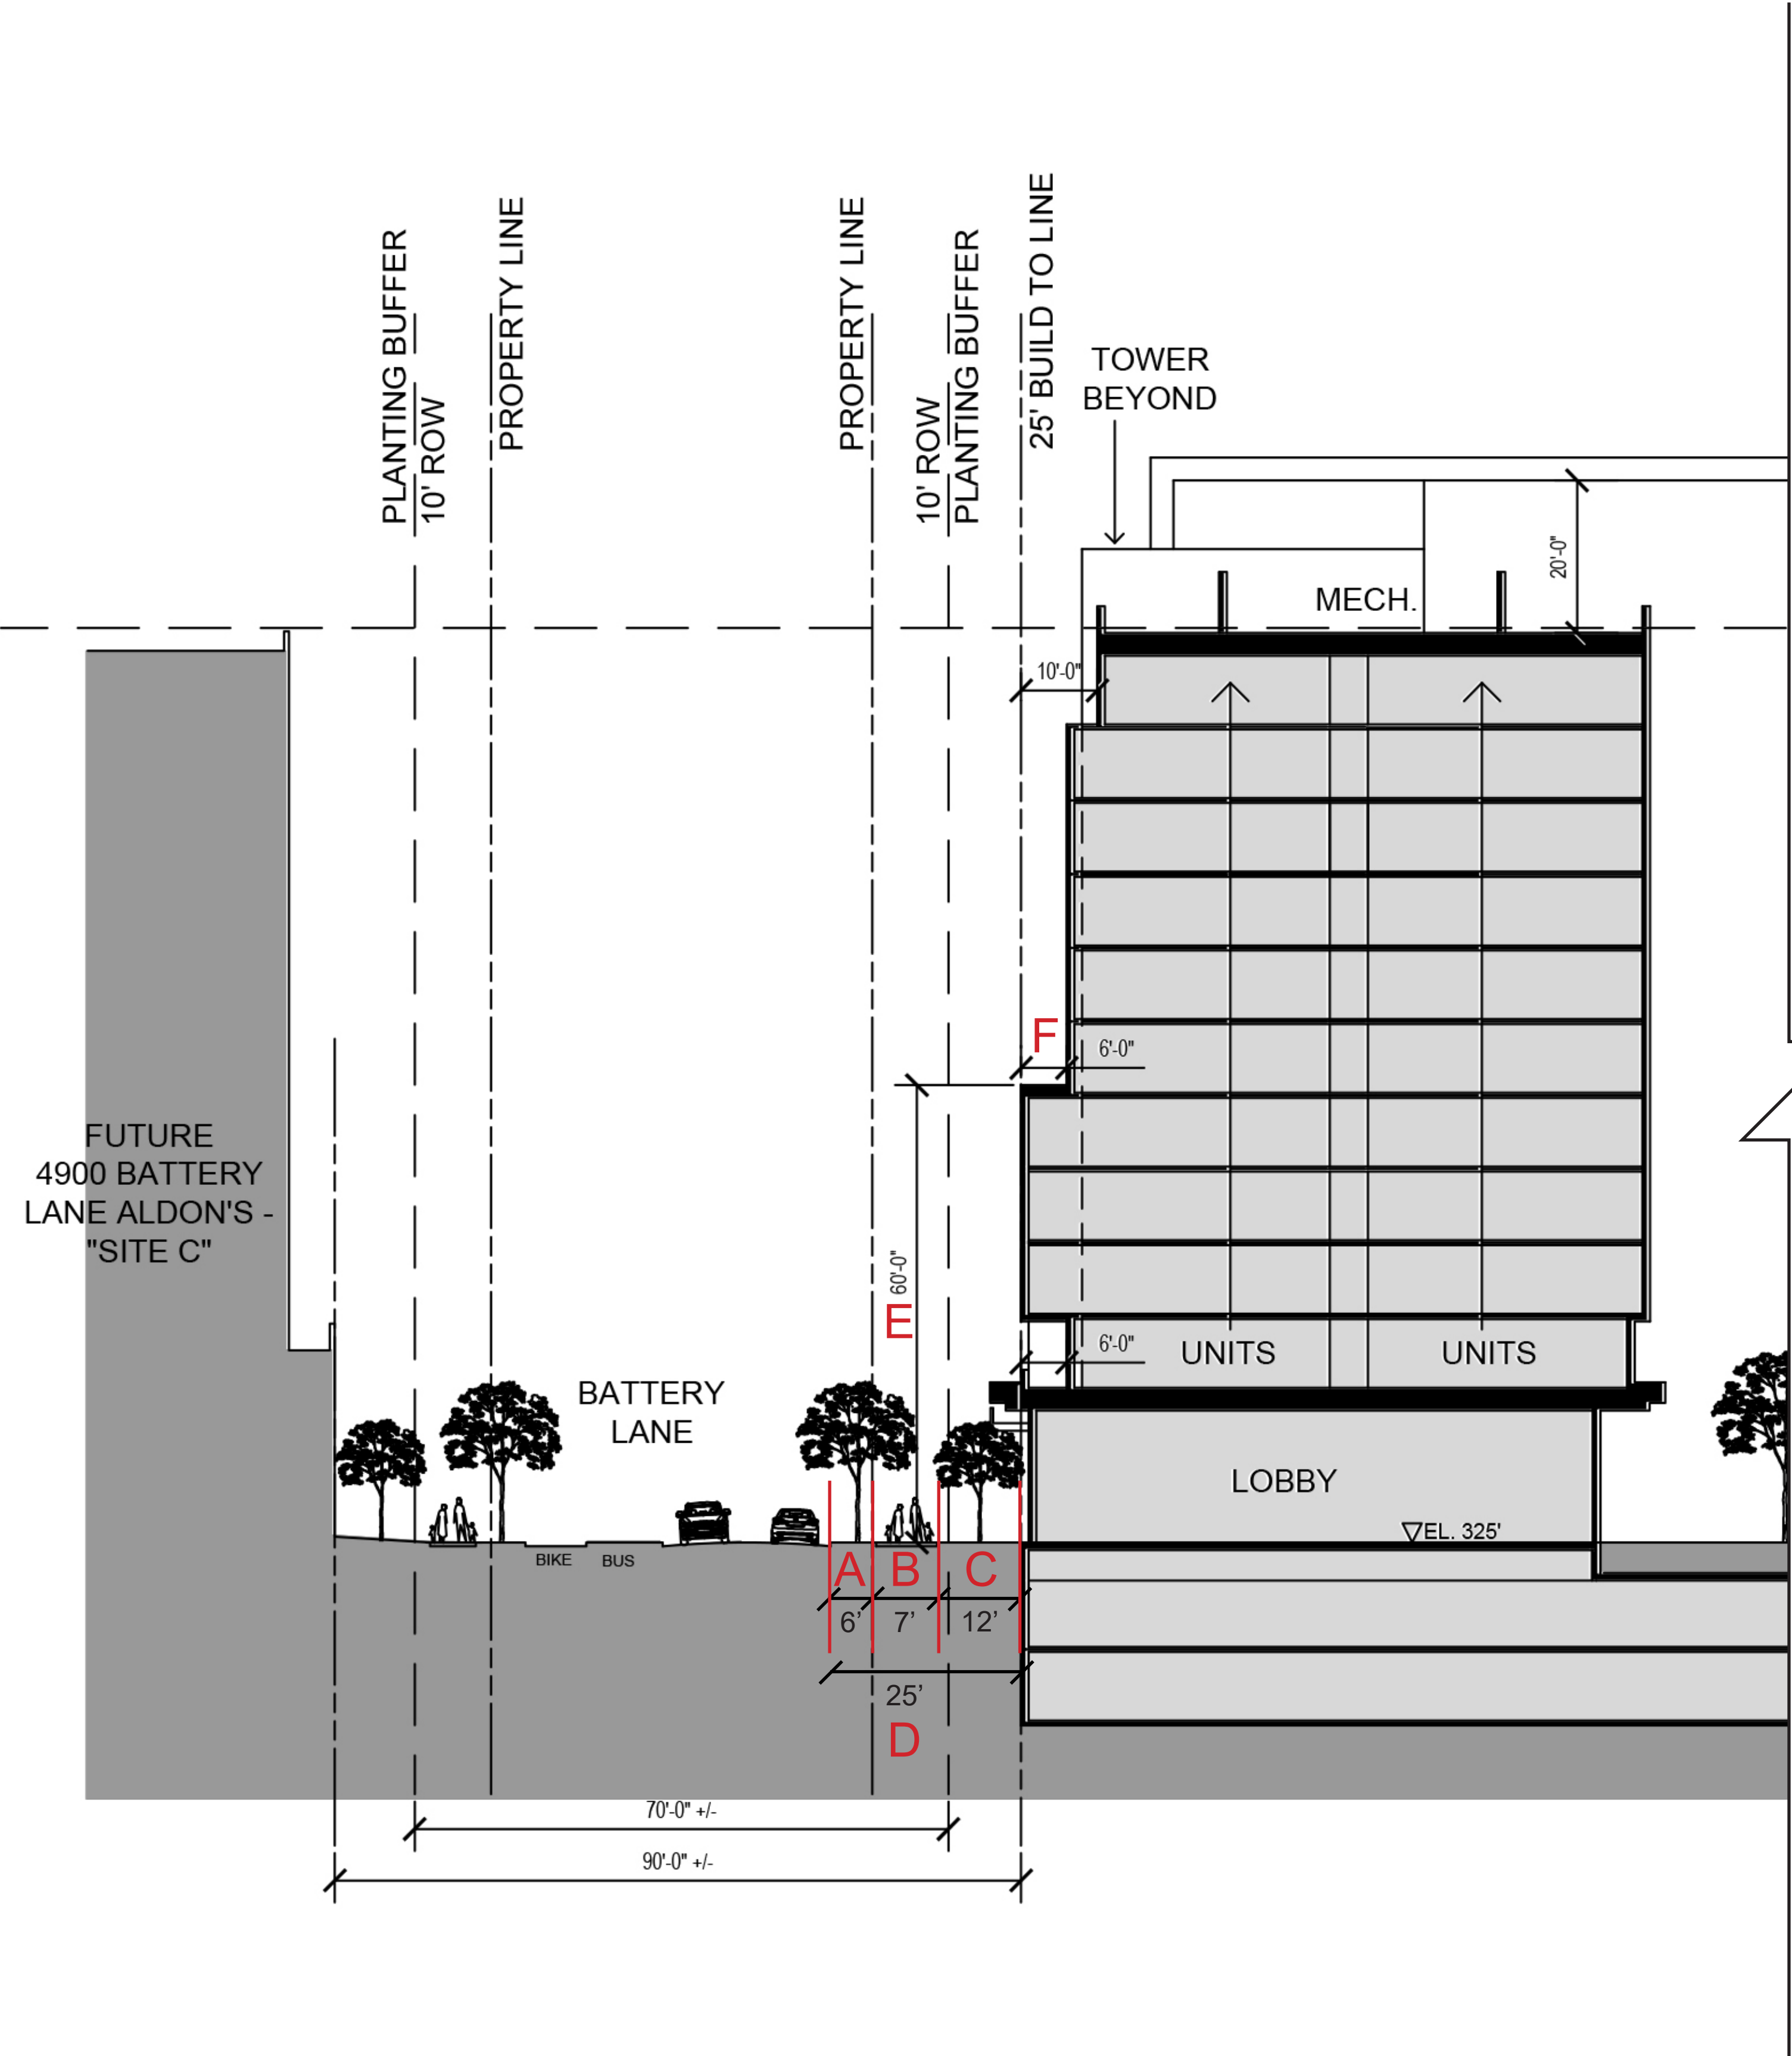 PLANTING BUFFER
10' ROW
PROPERTY LINE
PROPERTY LINE
10' ROW
PLANTING BUFFER
25' BUILD TO LINE
TOWER
BEYOND
20'-0"
MECH.
10'-0"
F
6'-0"
FUTURE
4900 BATTERY
LANE ALDON'S -
"SITE C"
60'-0"
E
6'-0"
UNITS
UNITS
BATTERY
LANE
LOBBY
EL. 325'
BIKE
BUS
A
B
C
6’
7’
12’
25’
D
70'-0" +/-
90'-0" +/-